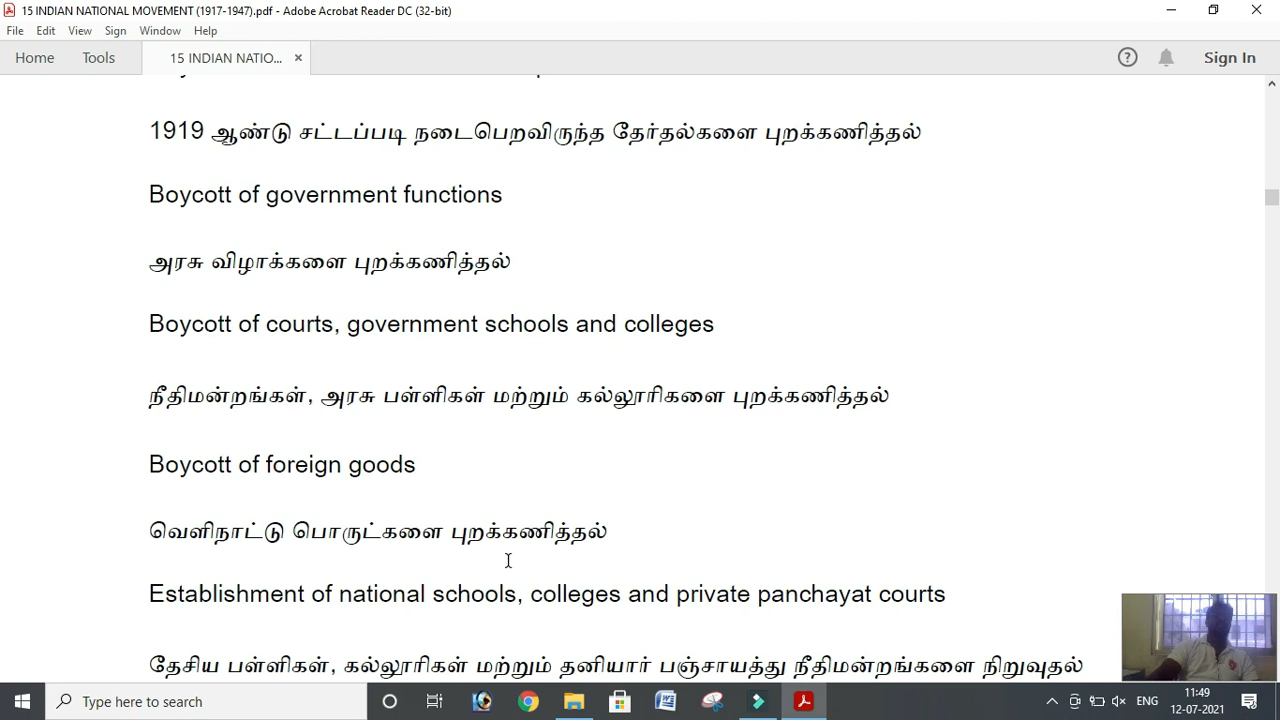 15 INDIAN NATIONAL MOVEMENT (1917-1947).pdf - Adobe Acrobat Reader DC (32-bit)
File Edit View Sign Window Help
Home Tools 15 INDIAN NATIO... Sign In
1919 ஆண்டு சட்டப்படி நடைபெறவிருந்த தேர்தல்களை புறக்கணித்தல்
Boycott of government functions
அரசு விழாக்களை புறக்கணித்தல்
Boycott of courts, government schools and colleges
நீதிமன்றங்கள், அரசு பள்ளிகள் மற்றும் கல்லூரிகளை புறக்கணித்தல்
Boycott of foreign goods
வெளிநாட்டு பொருட்களை புறக்கணித்தல்
Establishment of national schools, colleges and private panchayat courts
தேசிய பள்ளிகள், கல்லூரிகள் மற்றும் தனியார் பஞ்சாயத்து நீதிமன்றங்களை நிறுவுதல்
Type here to search
ENG
11:49
12-07-2021